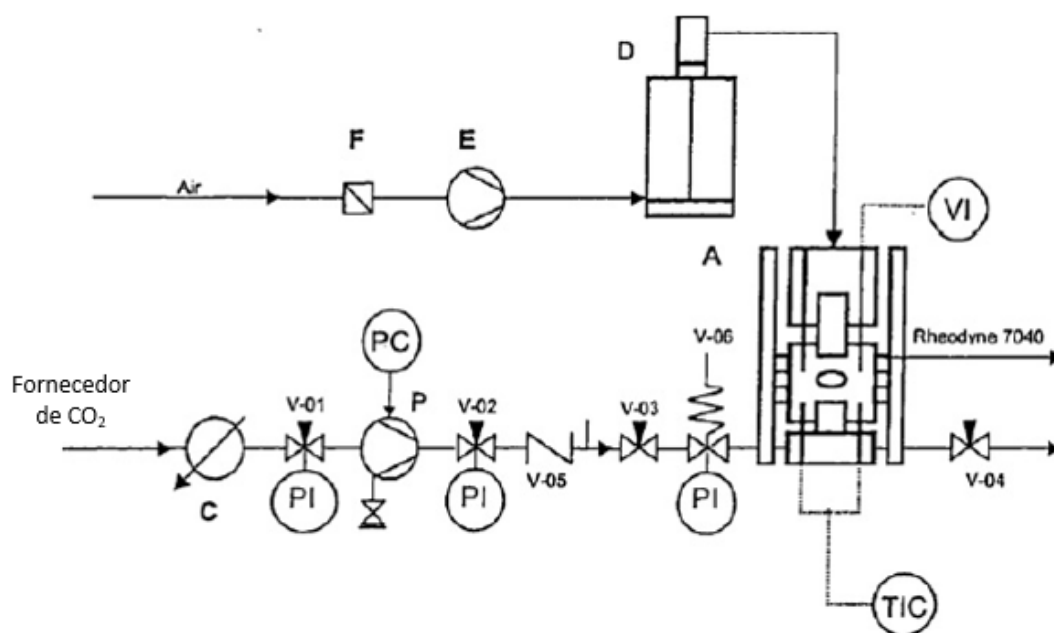 D
F
E
Air
VI
A
V-06
Rheodyne 7040
PC
Fornecedor
de CO₂
V-01
P
V-02
V-03
C
PI
PI
V-05
PI
V-04
TIC